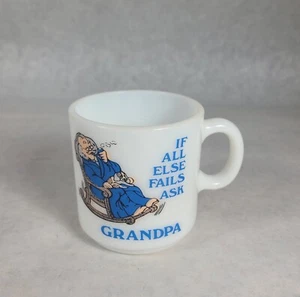 IF
ALL
ELSE
FAILS
ASK
GRANDPA